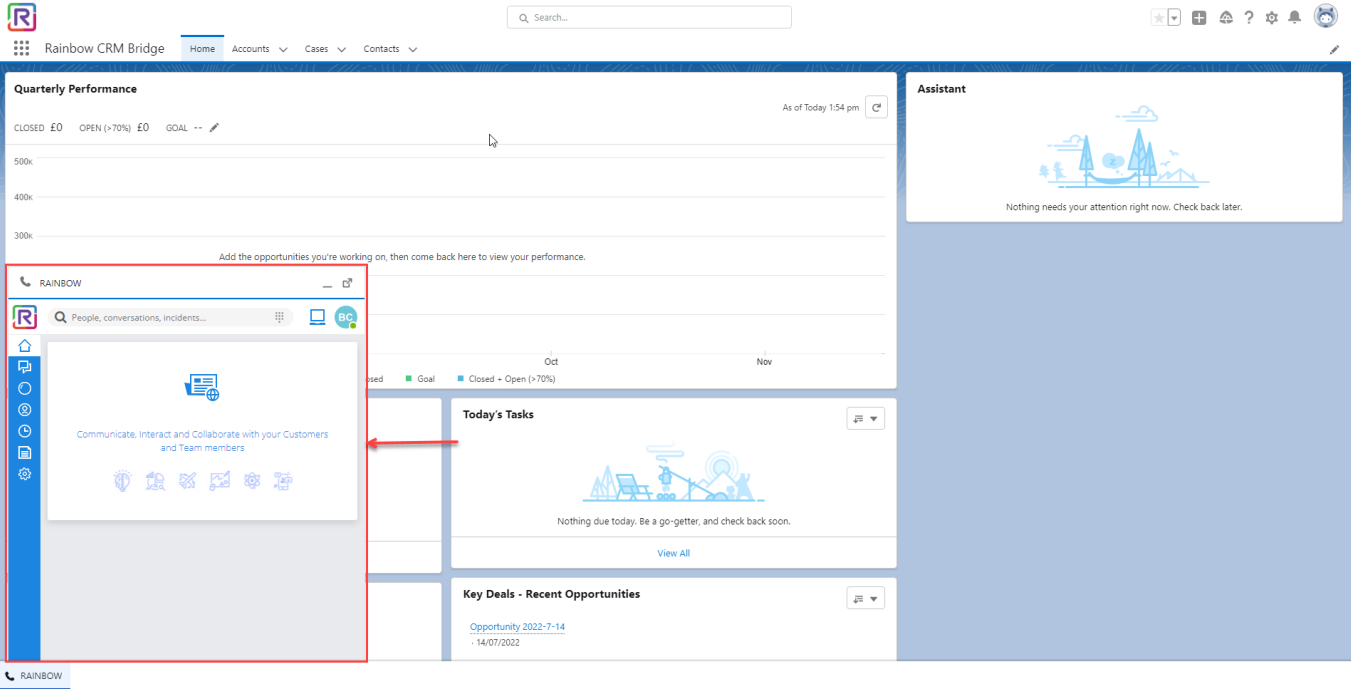 Search...
Rainbow CRM Bridge
Home
Accounts
Cases
Contacts
Quarterly Performance
As of Today 1:54 pm
CLOSED £0 OPEN (>70%) £0 GOAL --
500K
400K
300K
Add the opportunities you're working on, then come back here to view your performance.
Oct
Nov
osed
Goal
Closed + Open (>70%)
Assistant
z
Nothing needs your attention right now. Check back later.
RAINBOW
R
People, conversations, incidents...
BC
Communicate, Interact and Collaborate with your Customers
and Team members
Today's Tasks
Nothing due today. Be a go-getter, and check back soon.
View All
Key Deals - Recent Opportunities
Opportunity 2022-7-14
· 14/07/2022
RAINBOW